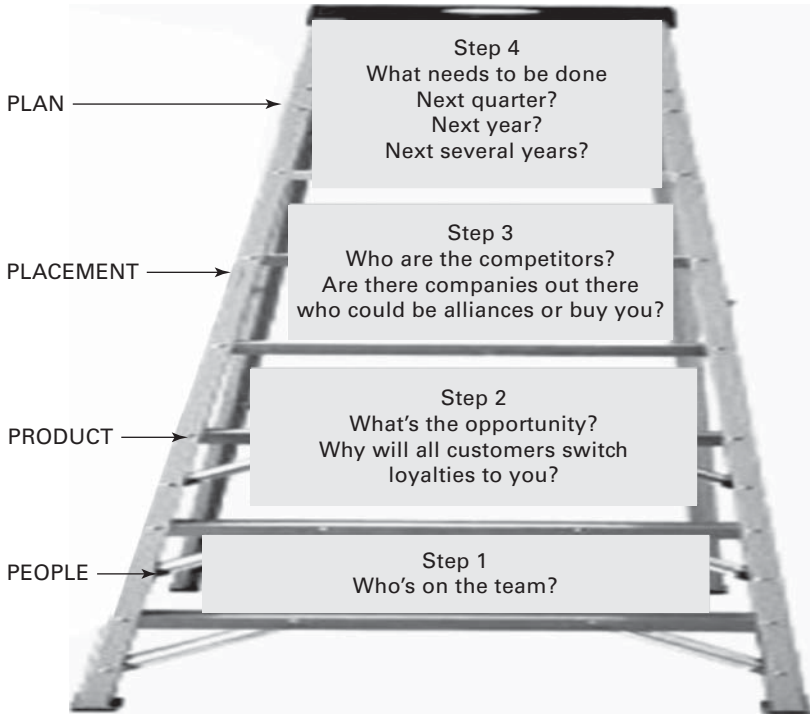 PLAN
Step 4
What needs to be done
Next quarter?
Next year?
Next several years?
PLACEMENT
Step 3
Who are the competitors?
Are there companies out there
who could be alliances or buy you?
PRODUCT
Step 2
What's the opportunity?
Why will all customers switch
loyalties to you?
PEOPLE
Step 1
Who's on the team?